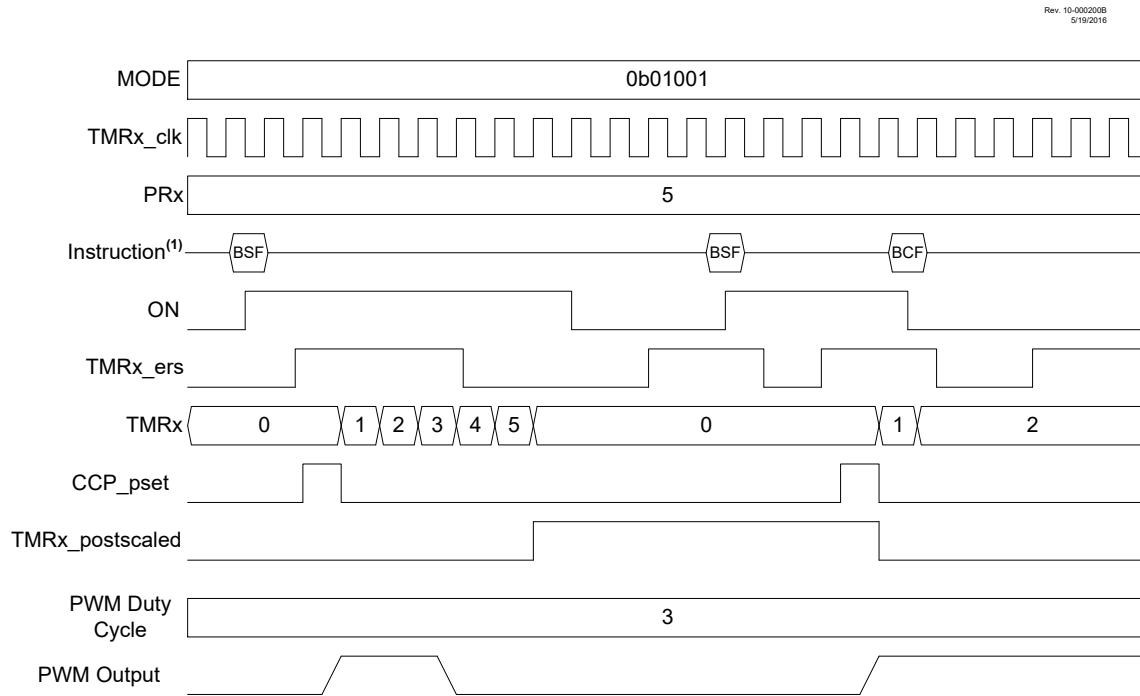 Rev. 10-000200B
5/19/2016
MODE 0b01001
TMRx_clk
PRx 5
Instruction(1) BSF BSF BCF
ON
TMRx_ers
TMRx 0 1 2 3 4 5 0 1 2
CCP_pset
TMRx_postscaled
PWM Duty
Cycle 3
PWM Output